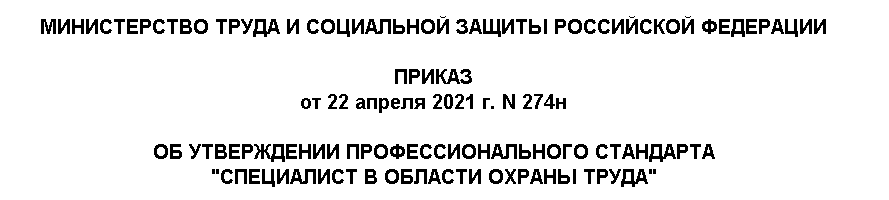 МИНИСТЕРСТВО ТРУДА И СОЦИАЛЬНОЙ ЗАЩИТЫ РОССИЙСКОЙ ФЕДЕРАЦИИ
ПРИКАЗ
от 22 апреля 2021 г. N 274н
ОБ УТВЕРЖДЕНИИ ПРОФЕССИОНАЛЬНОГО СТАНДАРТА
"СПЕЦИАЛИСТ В ОБЛАСТИ ОХРАНЫ ТРУДА"